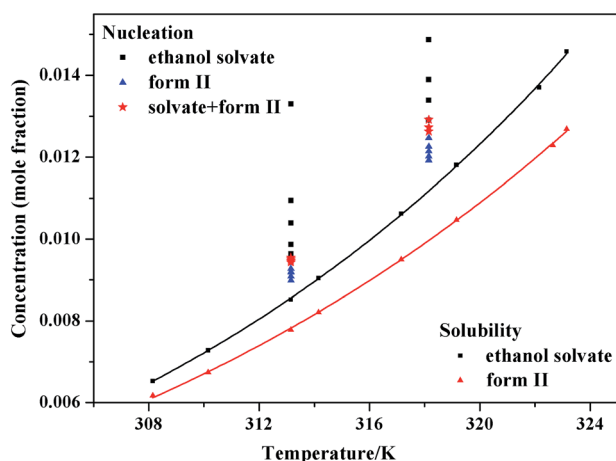 Nucleation
ethanol solvate
form II
solvate+form II
0.014
0.012
0.010
0.008
0.006
Concentration (mole fraction)
Solubility
ethanol solvate
form II
308 312 316 320 324
Temperature/K